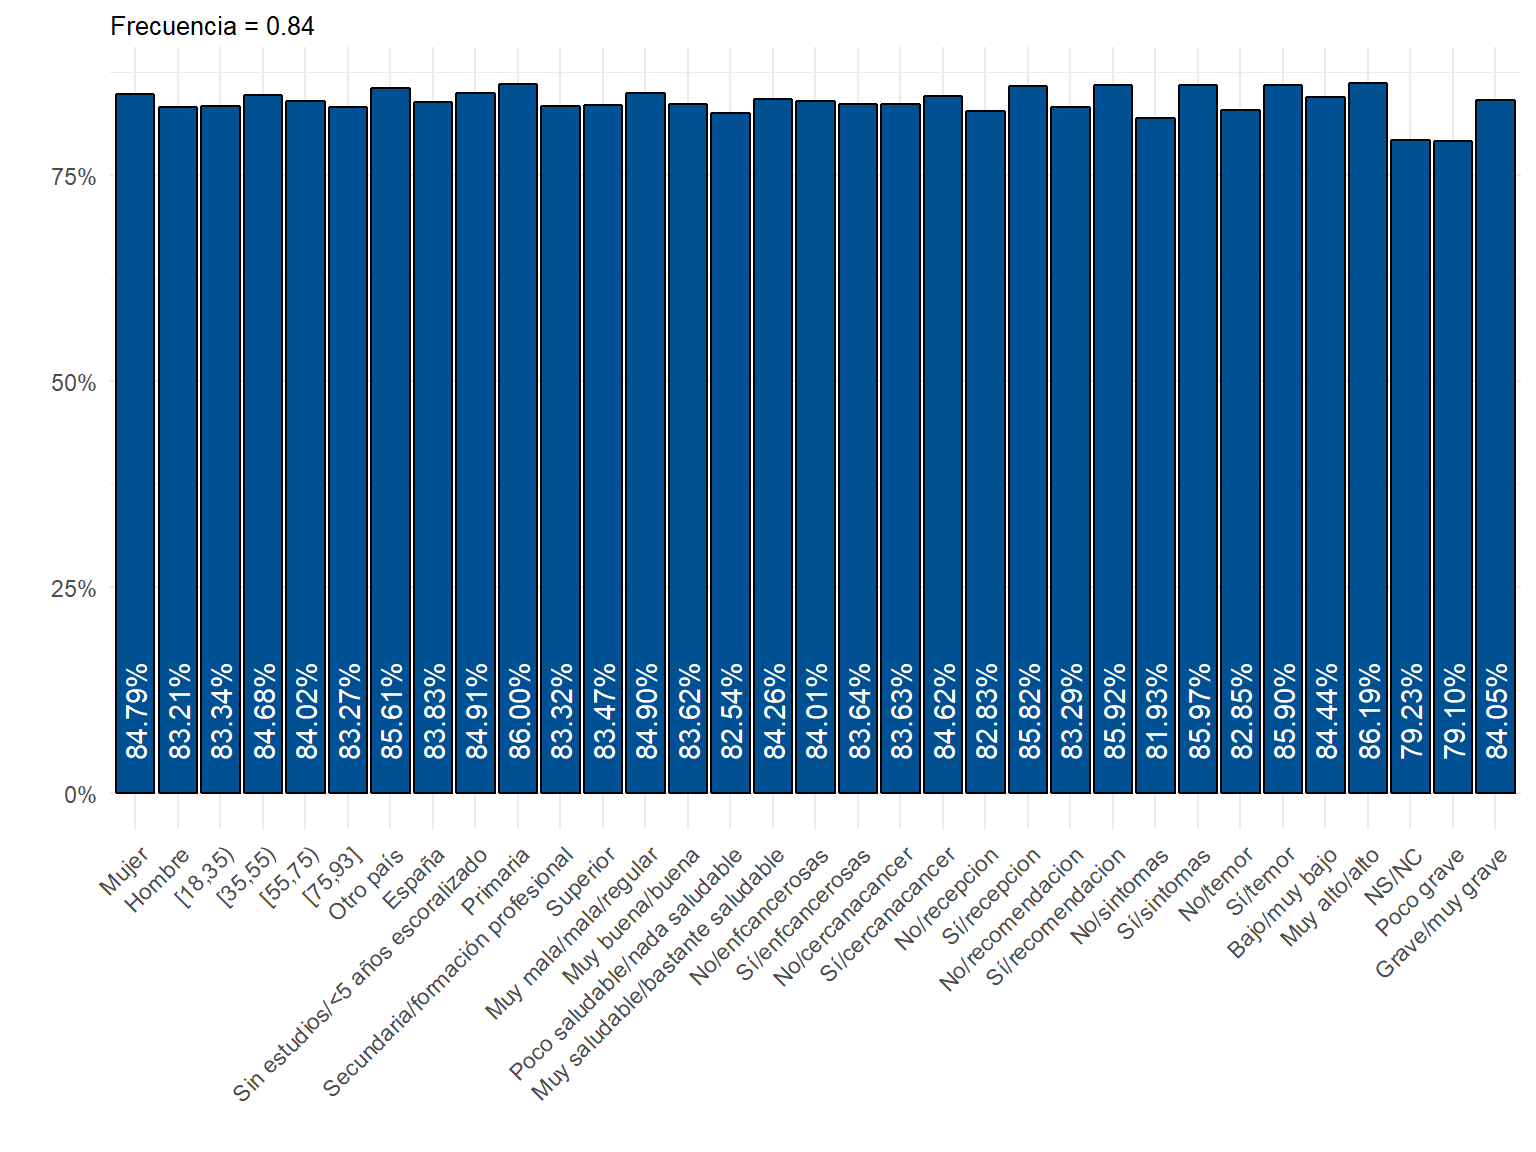 Frecuencia = 0.84
75%
50%
25%
0%
84.79%
83.21%
83.34%
84.68%
84.02%
83.27%
85.61%
83.83%
84.91%
86.00%
83.32%
83.47%
84.90%
83.62%
82.54%
84.26%
84.01%
83.64%
83.63%
84.62%
82.83%
85.82%
83.29%
85.92%
81.93%
85.97%
82.85%
85.90%
84.44%
86.19%
79.23%
79.10%
84.05%
Mujer
Hombre
[18,35)
[35,55)
[55,75)
[75,93]
Otro país
España
Sin estudios/<5 años escoralizado
Primaria
Secundaria/formación profesional
Superior
Muy mala/mala/regular
Muy buena/buena
Poco saludable/nada saludable
Muy saludable/bastante saludable
No/enfcancerosas
Sí/enfcancerosas
No/cercanacancer
Sí/cercanacancer
No/recepcion
Sí/recepcion
No/recomendacion
Sí/recomendacion
No/sintomas
Sí/sintomas
No/temor
Sí/temor
Bajo/muy bajo
Muy alto/alto
NS/NC
Poco grave
Grave/muy grave